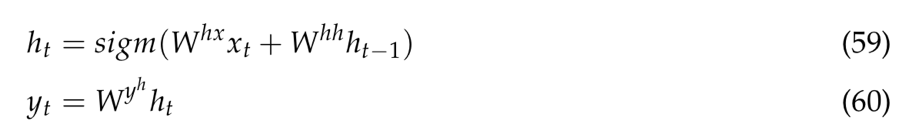 h_t = sigm(W^{hx}x_t + W^{hh}h_{t−1}) (59)
y_t = W^{y^h}h_t (60)